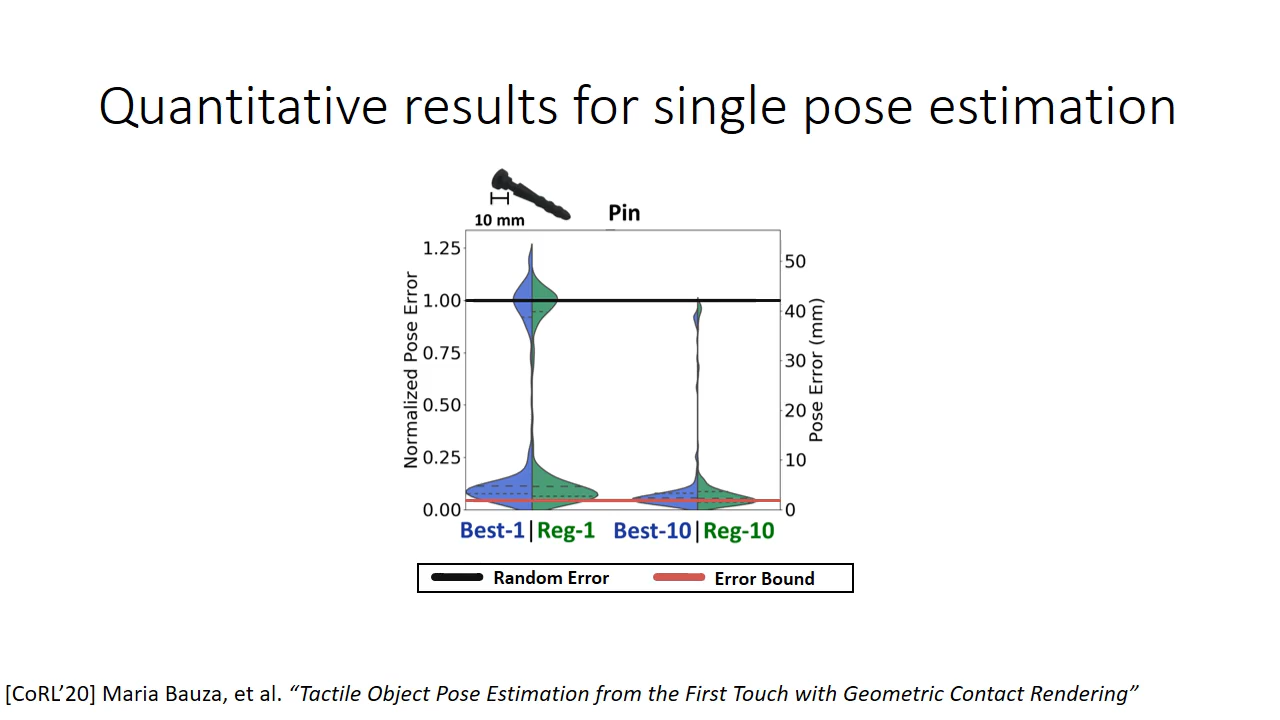 Quantitative results for single pose estimation
10 mm
Pin
Normalized Pose Error
1.25
1.00
0.75
0.50
0.25
0.00
50
40
30
20
10
0
Pose Error (mm)
Best-1 | Reg-1 Best-10 | Reg-10
Random Error Error Bound
[CoRL’20] Maria Bauza, et al. “Tactile Object Pose Estimation from the First Touch with Geometric Contact Rendering”